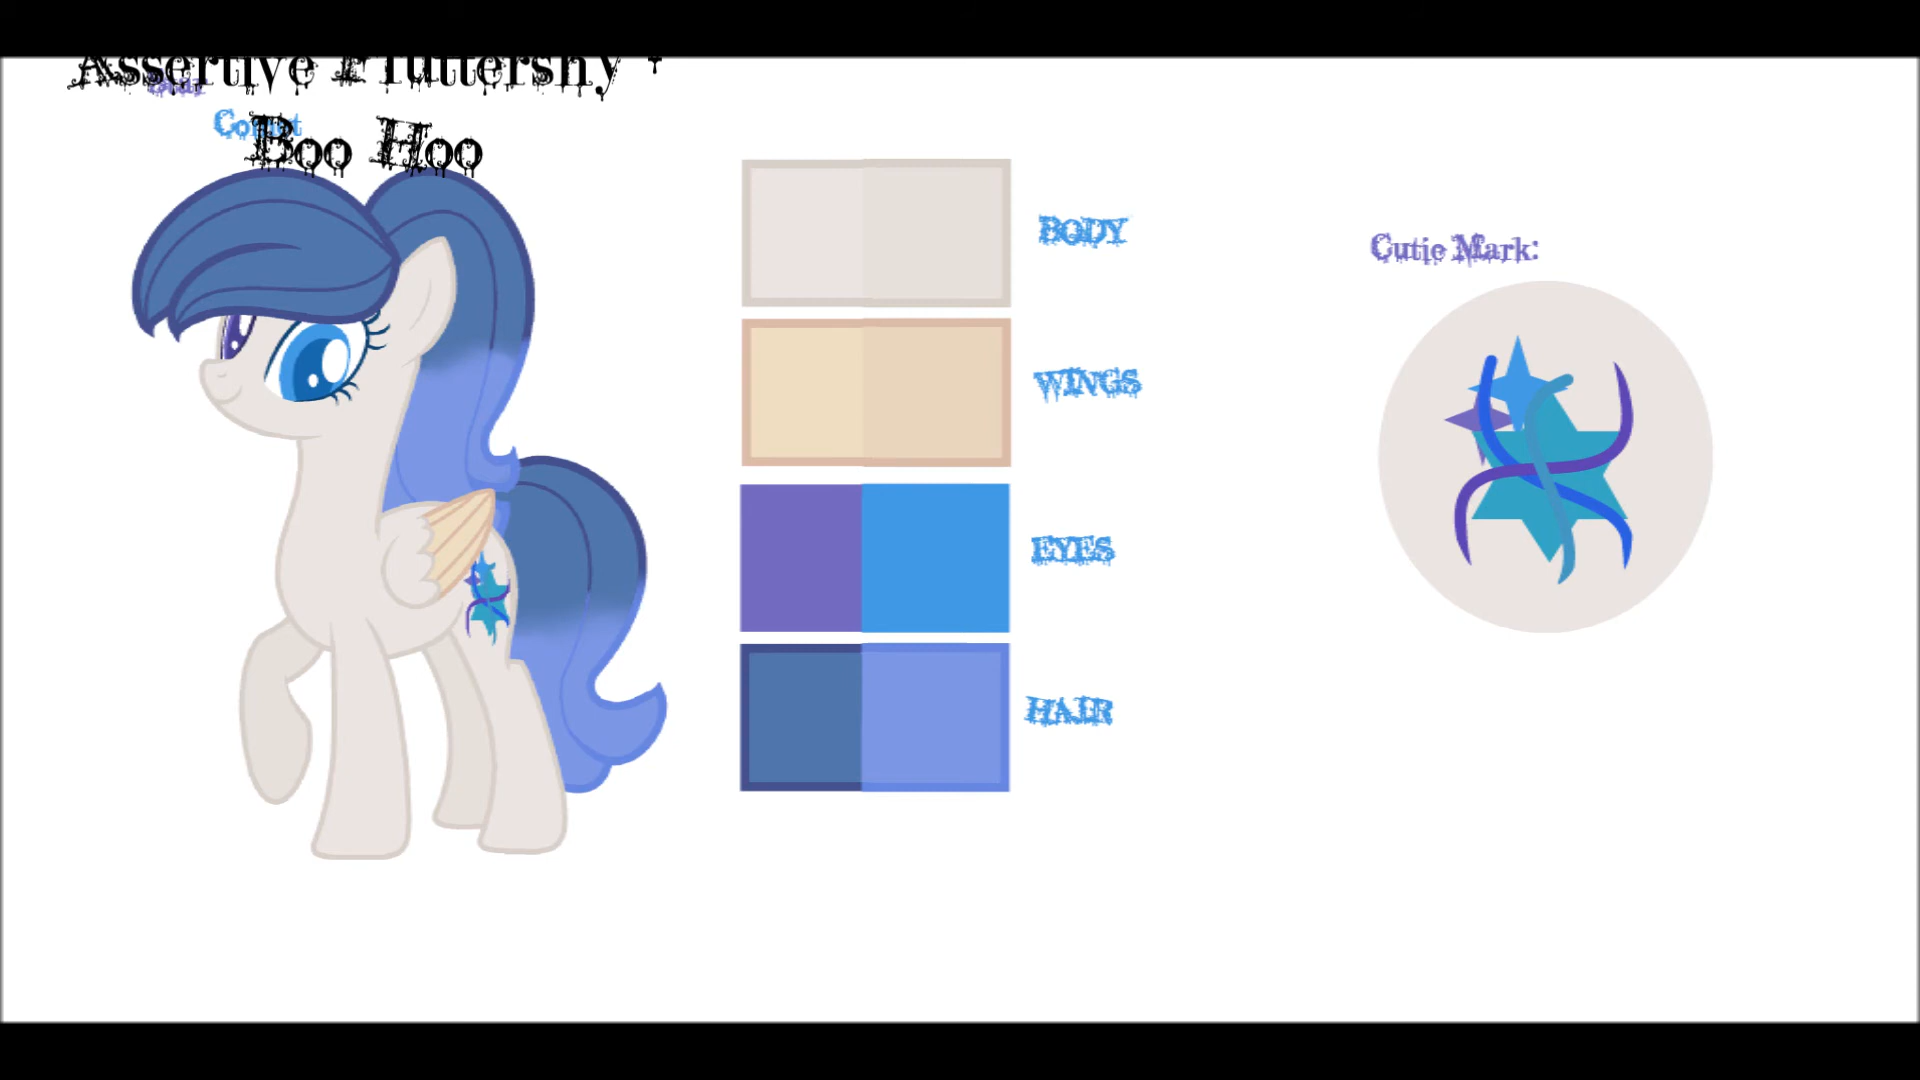 Assertive Fluttershy :
Boo Hoo
BODY
Cutie Mark:
WINGS
EYES
HAIR